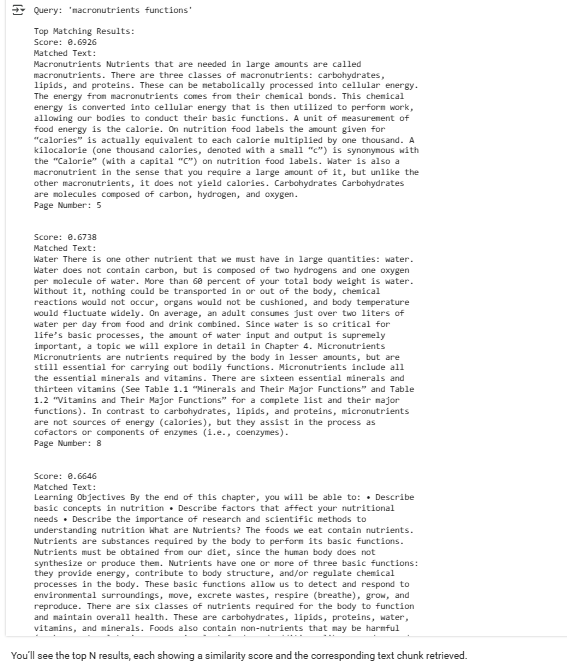 Query: 'macronutrients functions'
Top Matching Results:
Score: 0.6926
Matched Text:
Macronutrients Nutrients that are needed in large amounts are called
macronutrients. There are three classes of macronutrients: carbohydrates,
lipids, and proteins. These can be metabolically processed into cellular energy.
The energy from macronutrients comes from their chemical bonds. This chemical
energy is converted into cellular energy that is then utilized to perform work,
allowing our bodies to conduct their basic functions. A unit of measurement of
food energy is the calorie. On nutrition food labels the amount given for
“calories” is actually equivalent to each calorie multiplied by one thousand. A
kilocalorie (one thousand calories, denoted with a small “c”) is synonymous with
the “Calorie” (with a capital “C”) on nutrition food labels. Water is also a
macronutrient in the sense that you require a large amount of it, but unlike the
other macronutrients, it does not yield calories. Carbohydrates Carbohydrates
are molecules composed of carbon, hydrogen, and oxygen.
Page Number: 5
Score: 0.6738
Matched Text:
Water There is one other nutrient that we must have in large quantities: water.
Water does not contain carbon, but is composed of two hydrogens and one oxygen
per molecule of water. More than 60 percent of your total body weight is water.
Without it, nothing could be transported in or out of the body, chemical
reactions would not occur, organs would not be cushioned, and body temperature
would fluctuate widely. On average, an adult consumes just over two liters of
water per day from food and drink combined. Since water is so critical for
life’s basic processes, the amount of water input and output is supremely
important, a topic we will explore in detail in Chapter 4. Micronutrients
Micronutrients are nutrients required by the body in lesser amounts, but are
still essential for carrying out bodily functions. Micronutrients include all
the essential minerals and vitamins. There are sixteen essential minerals and
thirteen vitamins (See Table 1.1 “Minerals and Their Major Functions” and Table
1.2 “Vitamins and Their Major Functions” for a complete list and their major
functions). In contrast to carbohydrates, lipids, and proteins, micronutrients
are not sources of energy (calories), but they assist in the process as
cofactors or components of enzymes (i.e., coenzymes).
Page Number: 8
Score: 0.6646
Matched Text:
Learning Objectives By the end of this chapter, you will be able to: • Describe
basic concepts in nutrition • Describe factors that affect your nutritional
needs • Describe the importance of research and scientific methods to
understanding nutrition What are Nutrients? The foods we eat contain nutrients.
Nutrients are substances required by the body to perform its basic functions.
Nutrients must be obtained from our diet, since the human body does not
synthesize or produce them. Nutrients have one or more of three basic functions:
they provide energy, contribute to body structure, and/or regulate chemical
processes in the body. These basic functions allow us to detect and respond to
environmental surroundings, move, excrete wastes, respire (breathe), grow, and
reproduce. There are six classes of nutrients required for the body to function
and maintain overall health. These are carbohydrates, lipids, proteins, water,
vitamins, and minerals. Foods also contain non-nutrients that may be harmful
You'll see the top N results, each showing a similarity score and the corresponding text chunk retrieved.